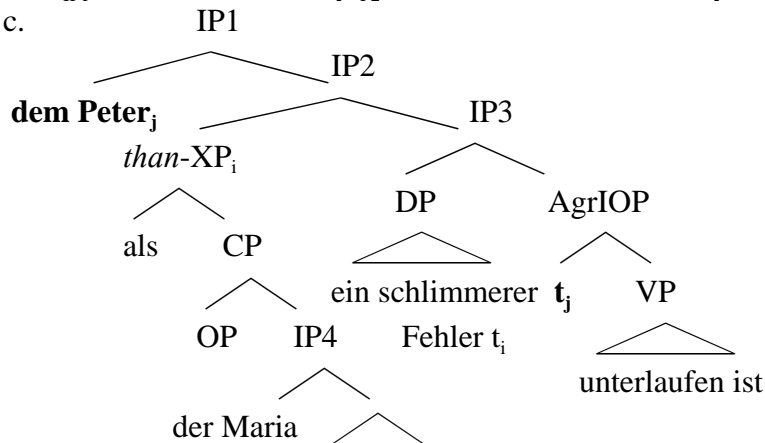 c. IP1
IP2
dem Peterj IP3
than-XPi
DP AgrIOP
als CP
ein schlimmerer tj VP
OP IP4 Fehler ti
unterlaufen ist
der Maria